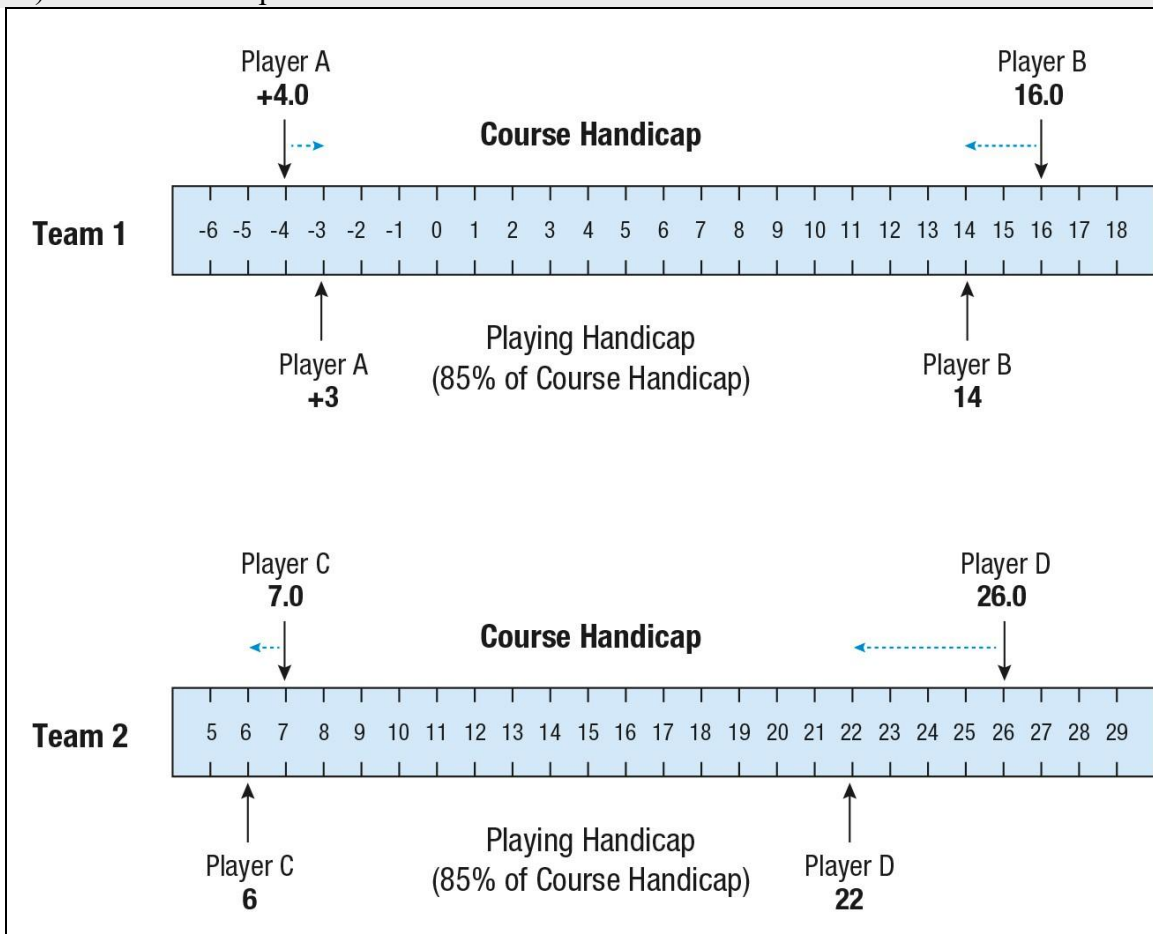 Player A
+4.0
Player B
16.0
Course Handicap
Team 1
-6 -5 -4 -3 -2 -1 0 1 2 3 4 5 6 7 8 9 10 11 12 13 14 15 16 17 18
Player A
+3
Playing Handicap
(85% of Course Handicap)
Player B
14
Player C
7.0
Player D
26.0
Course Handicap
Team 2
5 6 7 8 9 10 11 12 13 14 15 16 17 18 19 20 21 22 23 24 25 26 27 28 29
Player C
6
Playing Handicap
(85% of Course Handicap)
Player D
22